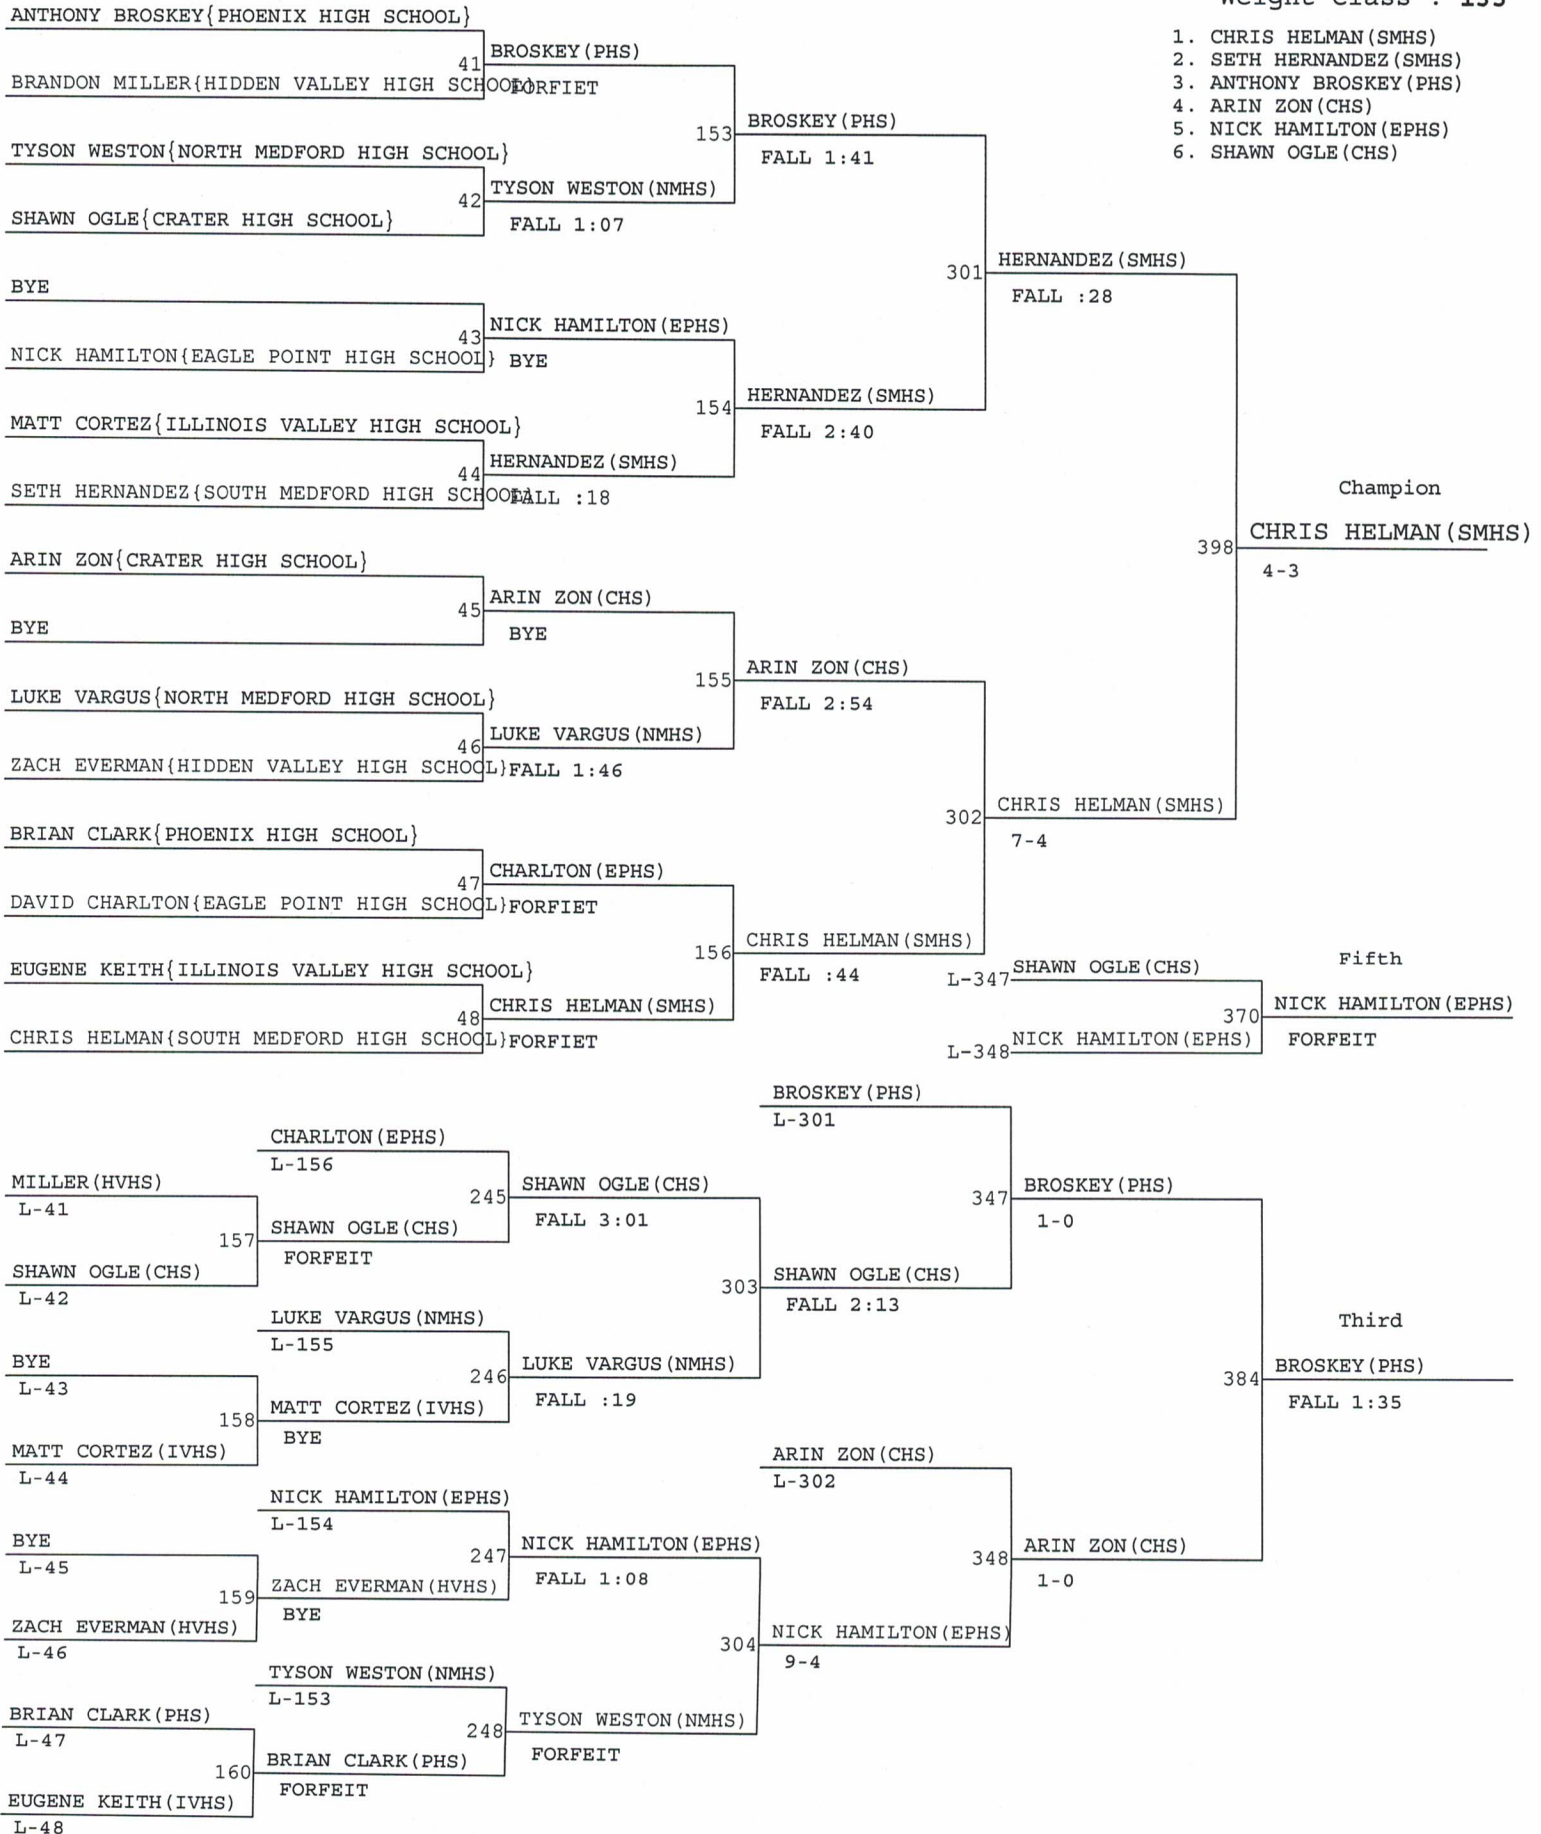 Weight Class : 135
1. CHRIS HELMAN(SMHS)
2. SETH HERNANDEZ(SMHS)
3. ANTHONY BROSKEY(PHS)
4. ARIN ZON(CHS)
5. NICK HAMILTON(EPHS)
6. SHAWN OGLE(CHS)
ANTHONY BROSKEY{PHOENIX HIGH SCHOOL}
41 BROSKEY(PHS)
BRANDON MILLER{HIDDEN VALLEY HIGH SCHOOL}
FORFIET
153 BROSKEY(PHS)
FALL 1:41
TYSON WESTON{NORTH MEDFORD HIGH SCHOOL}
42 TYSON WESTON(NMHS)
SHAWN OGLE{CRATER HIGH SCHOOL}
FALL 1:07
301 HERNANDEZ(SMHS)
FALL :28
BYE
43 NICK HAMILTON(EPHS)
NICK HAMILTON{EAGLE POINT HIGH SCHOOL}
BYE
154 HERNANDEZ(SMHS)
FALL 2:40
MATT CORTEZ{ILLINOIS VALLEY HIGH SCHOOL}
44 HERNANDEZ(SMHS)
SETH HERNANDEZ{SOUTH MEDFORD HIGH SCHOOL}
FALL :18
Champion
398 CHRIS HELMAN(SMHS)
4-3
ARIN ZON{CRATER HIGH SCHOOL}
45 ARIN ZON(CHS)
BYE
BYE
155 ARIN ZON(CHS)
FALL 2:54
LUKE VARGUS{NORTH MEDFORD HIGH SCHOOL}
46 LUKE VARGUS(NMHS)
ZACH EVERMAN{HIDDEN VALLEY HIGH SCHOOL}
FALL 1:46
302 CHRIS HELMAN(SMHS)
7-4
BRIAN CLARK{PHOENIX HIGH SCHOOL}
47 CHARLTON(EPHS)
DAVID CHARLTON{EAGLE POINT HIGH SCHOOL}
FORFIET
156 CHRIS HELMAN(SMHS)
FALL :44
EUGENE KEITH{ILLINOIS VALLEY HIGH SCHOOL}
48 CHRIS HELMAN(SMHS)
CHRIS HELMAN{SOUTH MEDFORD HIGH SCHOOL}
FORFIET
Fifth
L-347 SHAWN OGLE(CHS)
370 NICK HAMILTON(EPHS)
L-348 NICK HAMILTON(EPHS)
FORFEIT
BROSKEY(PHS)
L-301
CHARLTON(EPHS)
L-156
MILLER(HVHS)
L-41
245 SHAWN OGLE(CHS)
FALL 3:01
347 BROSKEY(PHS)
1-0
157 SHAWN OGLE(CHS)
FORFEIT
SHAWN OGLE(CHS)
L-42
303 SHAWN OGLE(CHS)
FALL 2:13
LUKE VARGUS(NMHS)
L-155
Third
BYE
L-43
246 LUKE VARGUS(NMHS)
FALL :19
384 BROSKEY(PHS)
FALL 1:35
158 MATT CORTEZ(IVHS)
BYE
MATT CORTEZ(IVHS)
L-44
ARIN ZON(CHS)
L-302
NICK HAMILTON(EPHS)
L-154
BYE
L-45
247 NICK HAMILTON(EPHS)
FALL 1:08
348 ARIN ZON(CHS)
1-0
159 ZACH EVERMAN(HVHS)
BYE
ZACH EVERMAN(HVHS)
L-46
304 NICK HAMILTON(EPHS)
9-4
TYSON WESTON(NMHS)
L-153
BRIAN CLARK(PHS)
L-47
248 TYSON WESTON(NMHS)
FORFEIT
160 BRIAN CLARK(PHS)
FORFEIT
EUGENE KEITH(IVHS)
L-48